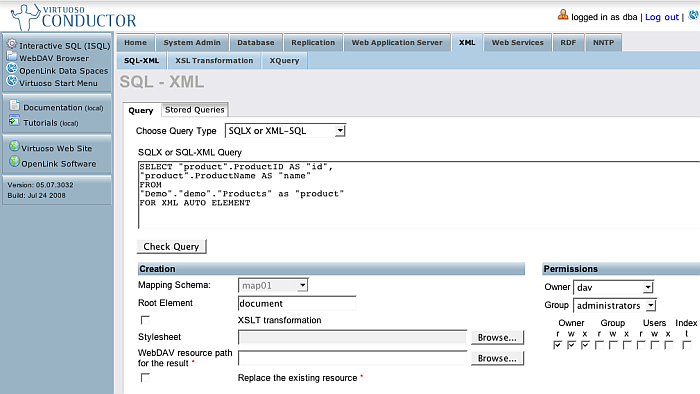 VIRTUOSO
CONDUCTOR
logged in as dba | Log out |
Interactive SQL (ISQL)
WebDAV Browser
OpenLink Data Spaces
Virtuoso Start Menu
Documentation (local)
Tutorials (local)
Virtuoso Web Site
OpenLink Software
Version: 05.07.3032
Build: Jul 24 2008
Home System Admin Database Replication Web Application Server XML Web Services RDF NNTP
SQL-XML XSL Transformation XQuery
SQL - XML
Query Stored Queries
Choose Query Type SQLX or XML-SQL
SQLX or SQL-XML Query
SELECT "product".ProductID AS "id",
"product".ProductName AS "name"
FROM
"Demo"."demo"."Products" as "product"
FOR XML AUTO ELEMENT
Check Query
Creation
Mapping Schema: map01
Root Element document
XSLT transformation
Stylesheet Browse...
WebDAV resource path
for the result * Browse...
Replace the existing resource *
Permissions
Owner dav
Group administrators
Owner Group Users Index
r w x r w x r w x t